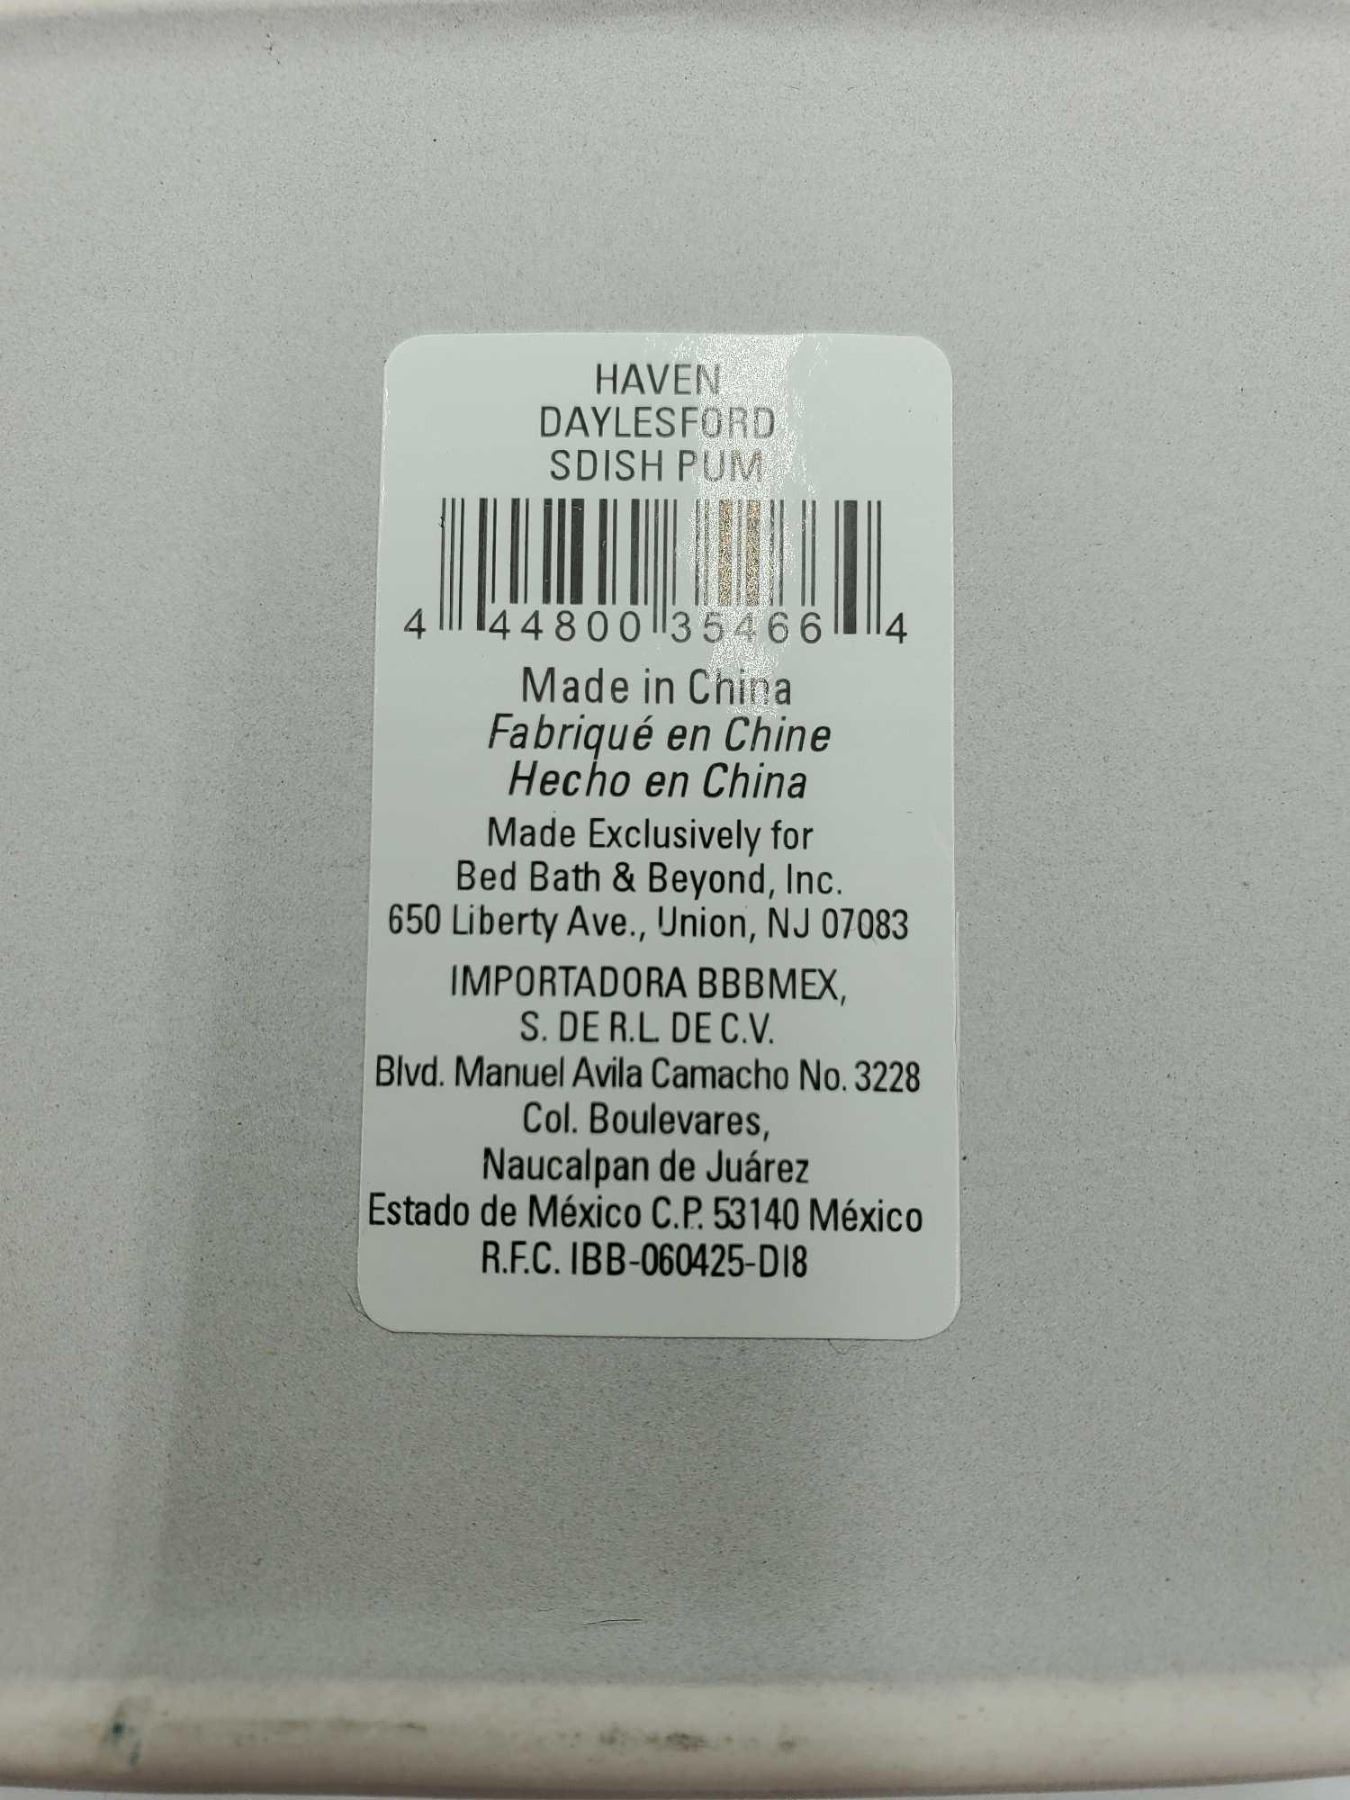 HAVEN
DAYLESFORD
SDISH PUM
4 44800 35466 4
Made in China
Fabriqué en Chine
Hecho en China
Made Exclusively for
Bed Bath & Beyond, Inc.
650 Liberty Ave., Union, NJ 07083
IMPORTADORA BBBMEX,
S. DE R.L. DE C.V.
Blvd. Manuel Avila Camacho No. 3228
Col. Boulevares,
Naucalpan de Juárez
Estado de México C.P. 53140 México
R.F.C. IBB-060425-DI8